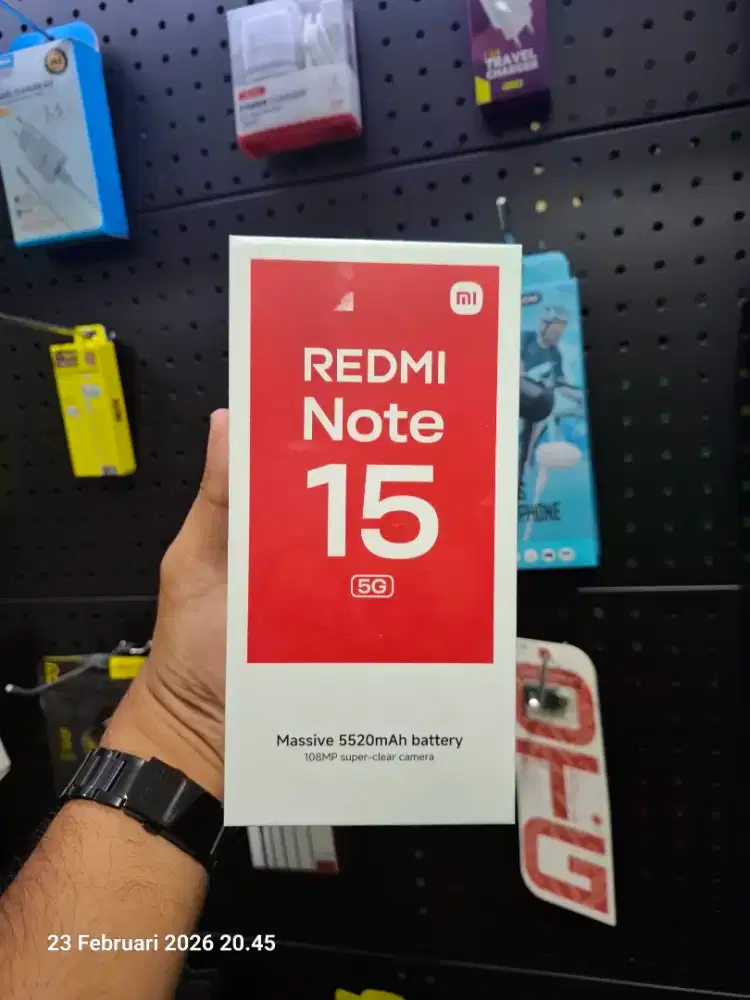 TRAVEL
CHARGER
mi
REDMI
Note
15
5G
PHONE
Massive 5520mAh battery
108MP super-clear camera
OTG
23 Februari 2026 20.45